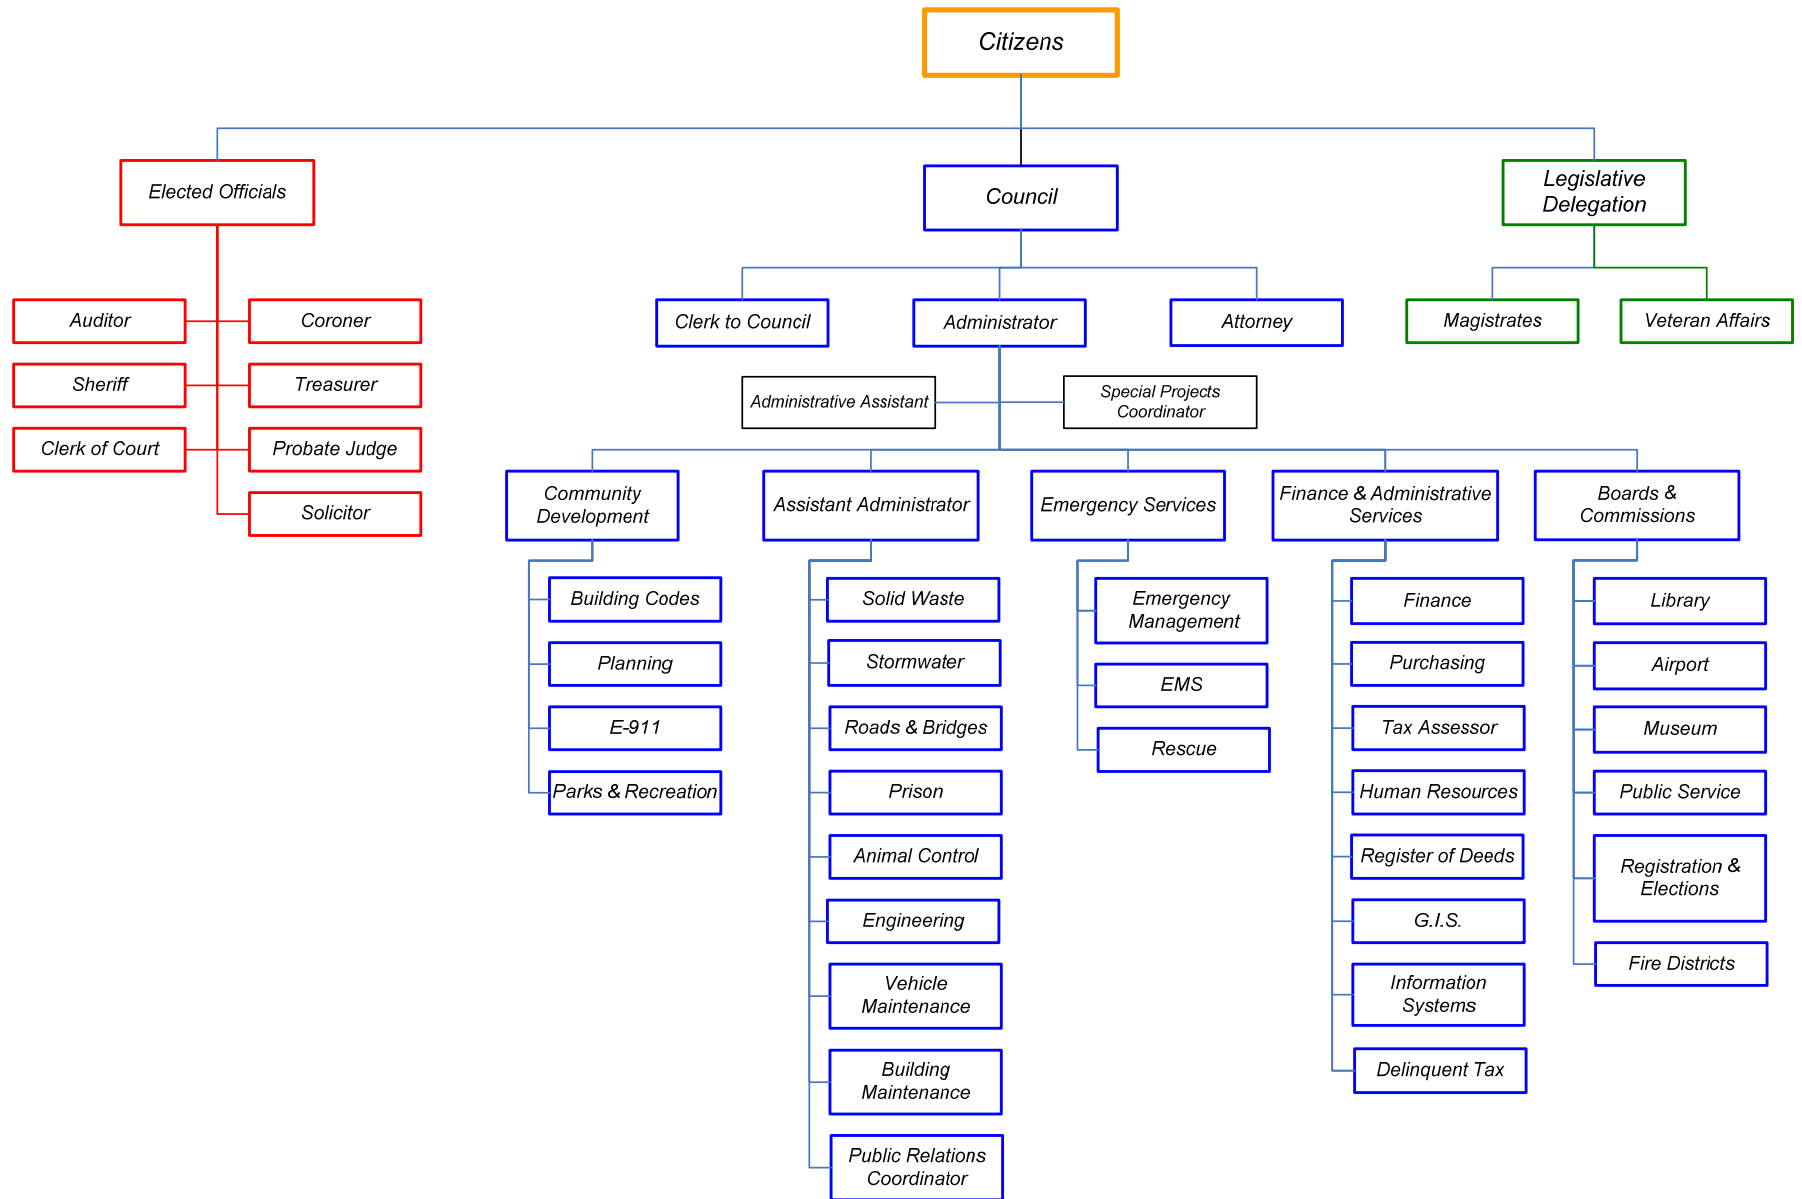 Citizens
Elected Officials
Council
Legislative
Delegation
Auditor
Coroner
Sheriff
Treasurer
Clerk of Court
Probate Judge
Solicitor
Clerk to Council
Administrator
Attorney
Magistrates
Veteran Affairs
Administrative Assistant
Special Projects
Coordinator
Community
Development
Building Codes
Planning
E-911
Parks & Recreation
Assistant Administrator
Solid Waste
Stormwater
Roads & Bridges
Prison
Animal Control
Engineering
Vehicle
Maintenance
Building
Maintenance
Public Relations
Coordinator
Emergency Services
Emergency
Management
EMS
Rescue
Finance & Administrative
Services
Finance
Purchasing
Tax Assessor
Human Resources
Register of Deeds
G.I.S.
Information
Systems
Delinquent Tax
Boards &
Commissions
Library
Airport
Museum
Public Service
Registration &
Elections
Fire Districts